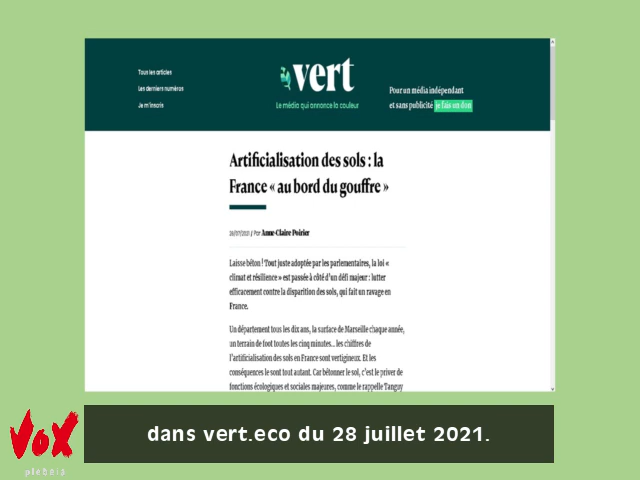 Tous les articles
Les derniers numéros
Je m'inscris
vert
Le média qui annonce la couleur
Pour un média indépendant
et sans publicité je fais un don
Artificialisation des sols : la
France « au bord du gouffre »
28/07/2021 / Par Anne-Claire Poirier
Laisse béton ! Tout juste adoptée par les parlementaires, la loi «
climat et résilience » est passée à côté d'un défi majeur : lutter
efficacement contre la disparition des sols, qui fait un ravage en
France.
Un département tous les dix ans, la surface de Marseille chaque année,
un terrain de foot toutes les cinq minutes... les chiffres de
l'artificialisation des sols en France sont vertigineux. Et les
conséquences le sont tout autant. Car bétonner le sol, c'est le priver de
fonctions écologiques et sociales majeures, comme le rappelle Tanguy
dans vert.eco du 28 juillet 2021.
VOX
plebeia